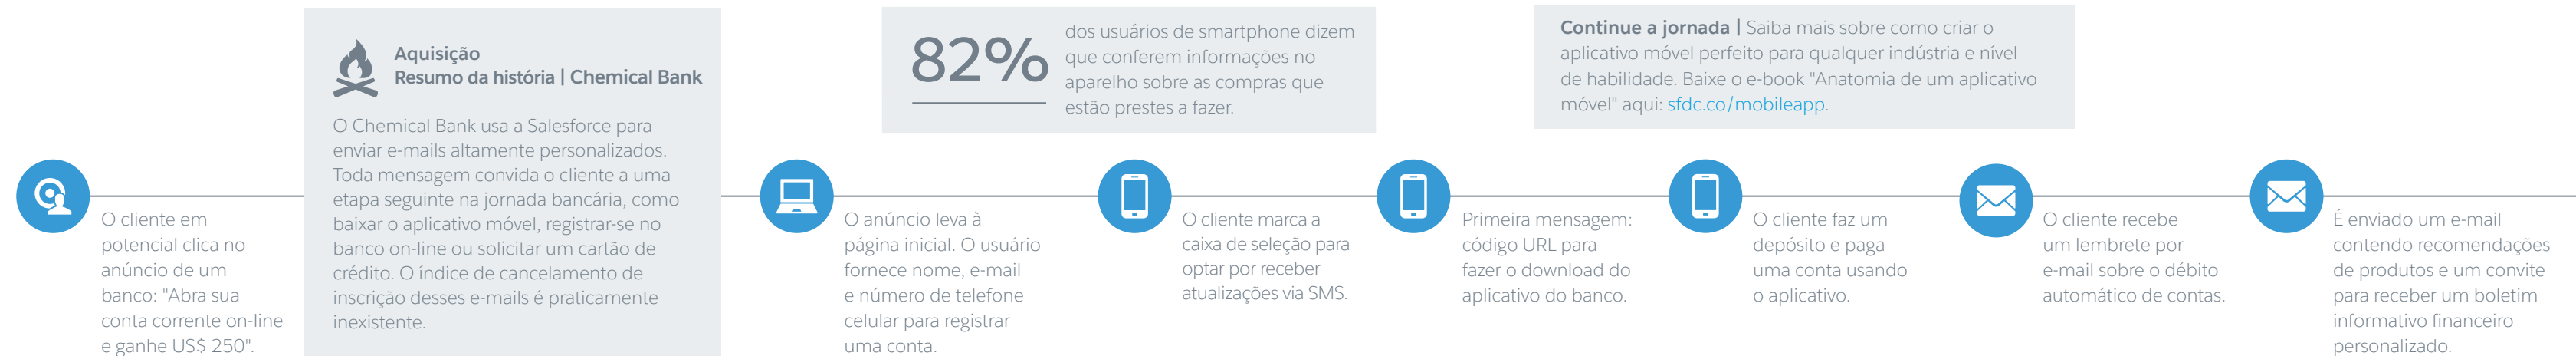 O cliente em
potencial clica no
anúncio de um
banco: "Abra sua
conta corrente on-line
e ganhe US$ 250".
Aquisição
Resumo da história | Chemical Bank
O Chemical Bank usa a Salesforce para
enviar e-mails altamente personalizados.
Toda mensagem convida o cliente a uma
etapa seguinte na jornada bancária, como
baixar o aplicativo móvel, registrar-se no
banco on-line ou solicitar um cartão de
crédito. O índice de cancelamento de
inscrição desses e-mails é praticamente
inexistente.
82%
dos usuários de smartphone dizem
que conferem informações no
aparelho sobre as compras que
estão prestes a fazer.
Continue a jornada | Saiba mais sobre como criar o
aplicativo móvel perfeito para qualquer indústria e nível
de habilidade. Baixe o e-book "Anatomia de um aplicativo
móvel" aqui: sfdc.co/mobileapp.
O anúncio leva à
página inicial. O usuário
fornece nome, e-mail
e número de telefone
celular para registrar
uma conta.
O cliente marca a
caixa de seleção para
optar por receber
atualizações via SMS.
Primeira mensagem:
código URL para
fazer o download do
aplicativo do banco.
O cliente faz um
depósito e paga
uma conta usando
o aplicativo.
O cliente recebe
um lembrete por
e-mail sobre o débito
automático de contas.
É enviado um e-mail
contendo recomendações
de produtos e um convite
para receber um boletim
informativo financeiro
personalizado.